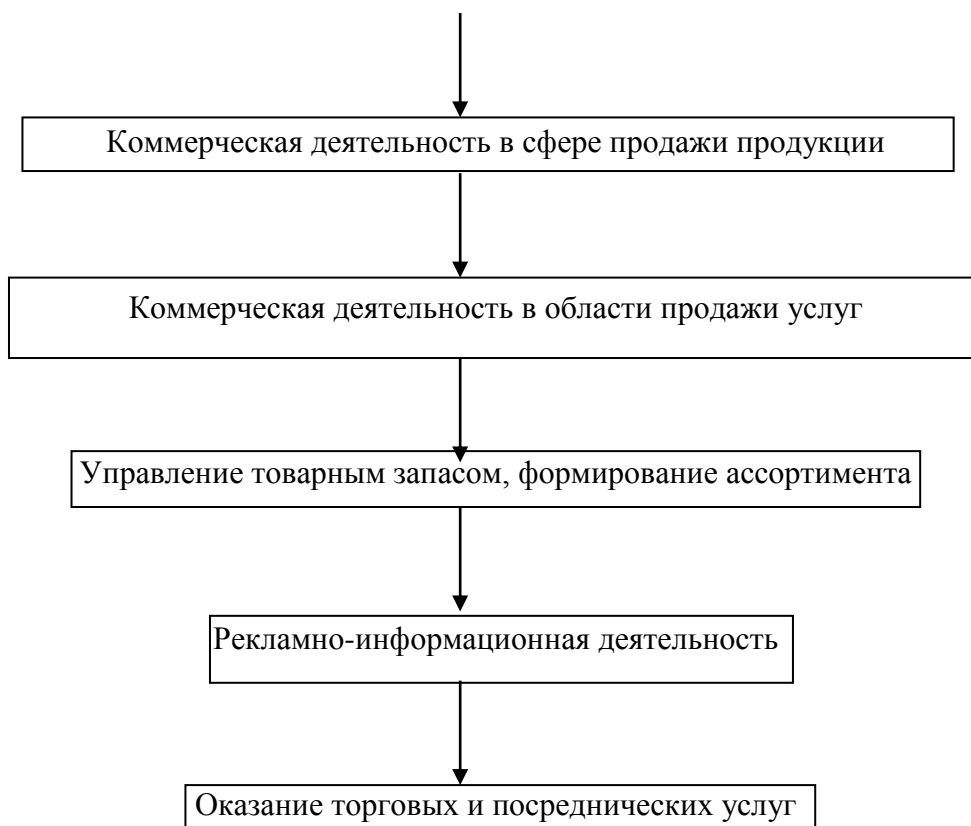 Коммерческая деятельность в сфере продажи продукции
Коммерческая деятельность в области продажи услуг
Управление товарным запасом, формирование ассортимента
Рекламно-информационная деятельность
Оказание торговых и посреднических услуг